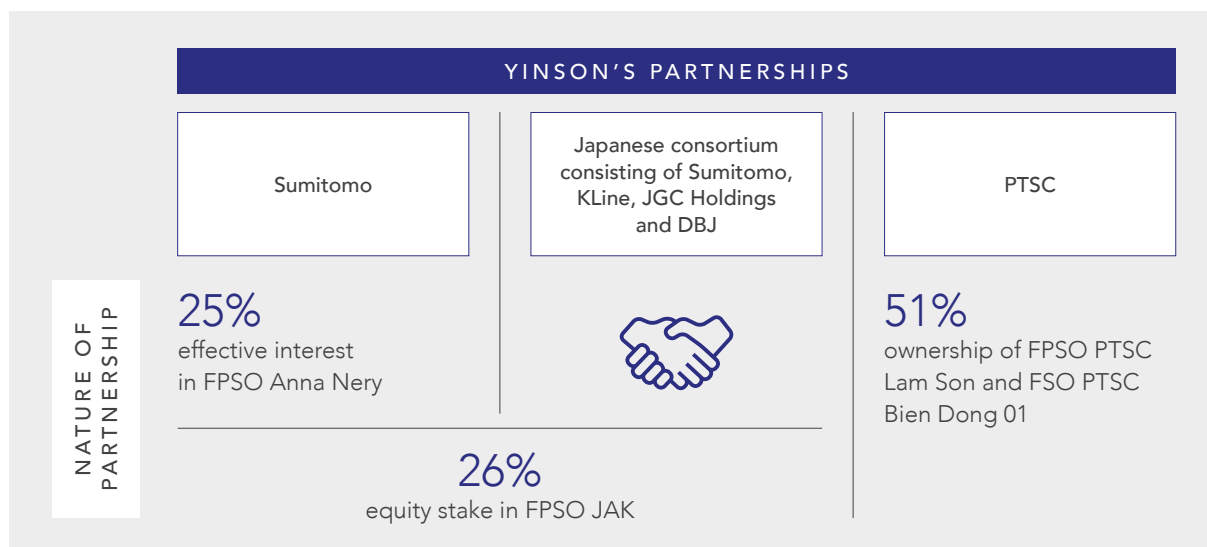 YINSON'S PARTNERSHIPS
Sumitomo
Japanese consortium
consisting of Sumitomo,
KLine, JGC Holdings
and DBJ
PTSC
NATURE OF
PARTNERSHIP
25%
effective interest
in FPSO Anna Nery
51%
ownership of FPSO PTSC
Lam Son and FSO PTSC
Bien Dong 01
26%
equity stake in FPSO JAK